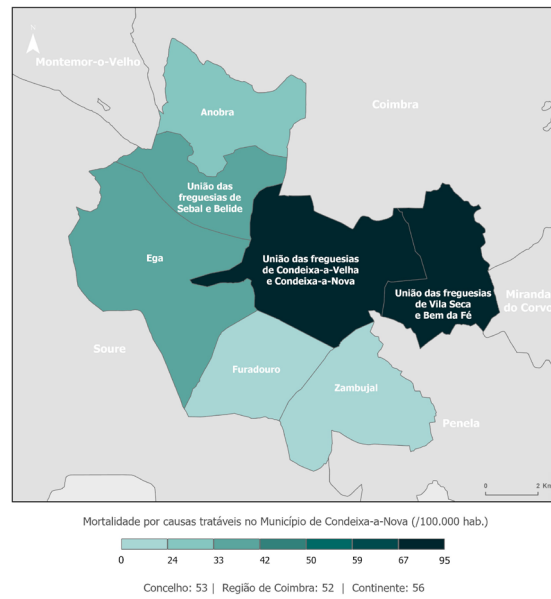 N
Montemor-o-Velho
Coimbra
Anobra
União das
freguesias de
Sebal e Belide
Ega
União das freguesias
de Condeixa-a-Velha
e Condeixa-a-Nova
União das freguesias
de Vila Seca
e Bem da Fé
Miranda
do Corvo
Soure
Furadouro
Zambujal
Penela
0 2 Km
Mortalidade por causas tratáveis no Município de Condeixa-a-Nova (/100.000 hab.)
0 24 33 42 50 59 67 95
Concelho: 53 | Região de Coimbra: 52 | Continente: 56